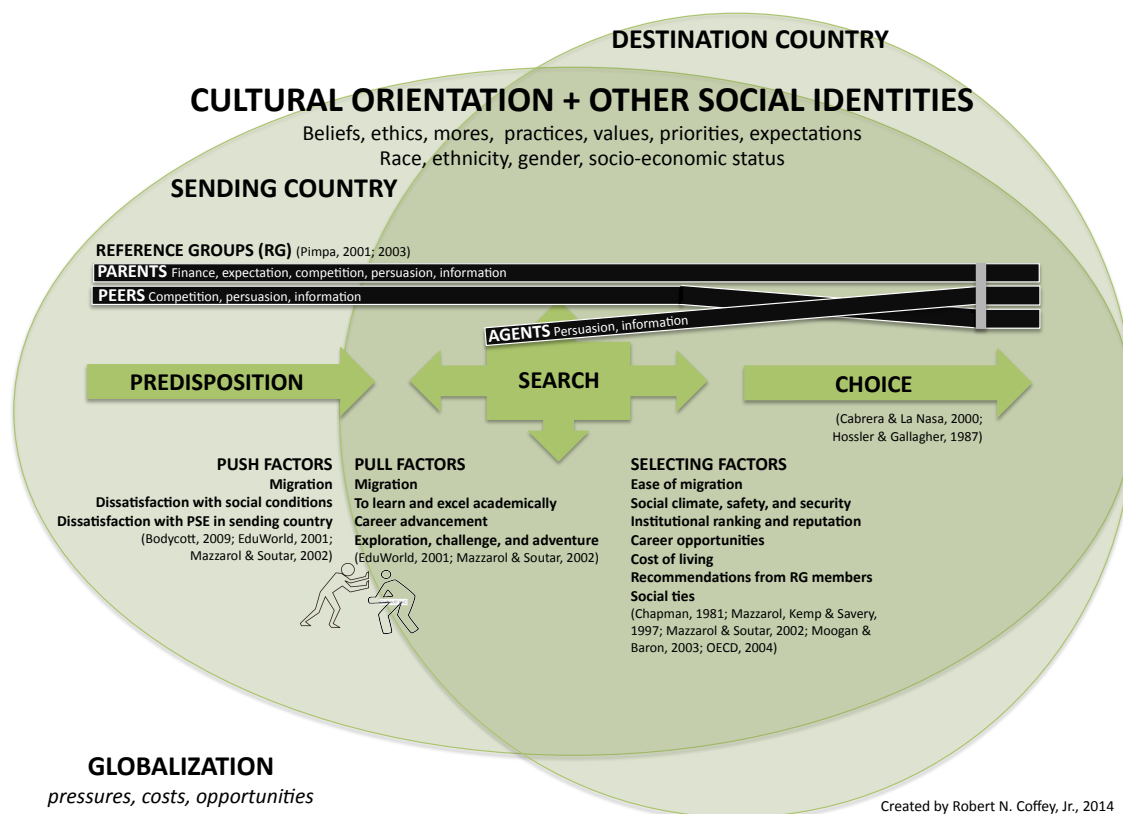 DESTINATION COUNTRY
CULTURAL ORIENTATION + OTHER SOCIAL IDENTITIES
Beliefs, ethics, mores, practices, values, priorities, expectations
Race, ethnicity, gender, socio-economic status
SENDING COUNTRY
REFERENCE GROUPS (RG) (Pimpa, 2001; 2003)
PARENTS Finance, expectation, competition, persuasion, information
PEERS Competition, persuasion, information
AGENTS Persuasion, information
PREDISPOSITION
SEARCH
CHOICE
(Cabrera & La Nasa, 2000;
Hossler & Gallagher, 1987)
PUSH FACTORS
Migration
Dissatisfaction with social conditions
Dissatisfaction with PSE in sending country
(Bodycott, 2009; EduWorld, 2001;
Mazzarol & Soutar, 2002)
PULL FACTORS
Migration
To learn and excel academically
Career advancement
Exploration, challenge, and adventure
(EduWorld, 2001; Mazzarol & Soutar, 2002)
SELECTING FACTORS
Ease of migration
Social climate, safety, and security
Institutional ranking and reputation
Career opportunities
Cost of living
Recommendations from RG members
Social ties
(Chapman, 1981; Mazzarol, Kemp & Savery,
1997; Mazzarol & Soutar, 2002; Moogan &
Baron, 2003; OECD, 2004)
GLOBALIZATION
pressures, costs, opportunities
Created by Robert N. Coffey, Jr., 2014